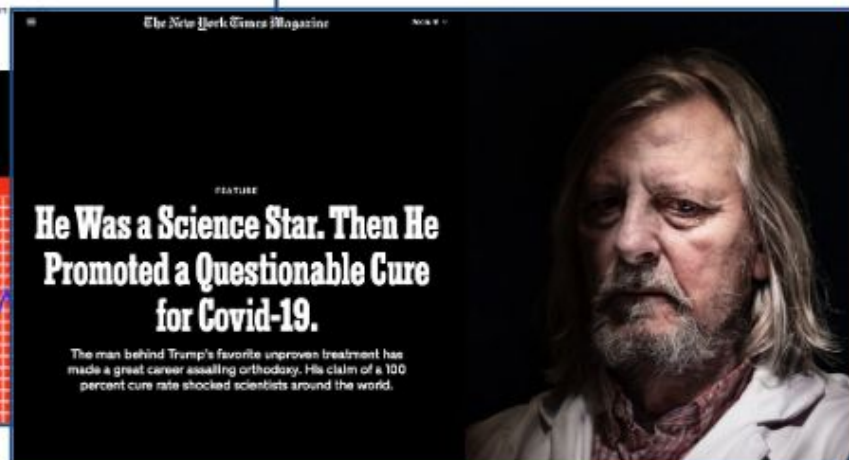 The New York Times Magazine
FEATURE
He Was a Science Star. Then He
Promoted a Questionable Cure
for Covid-19.
The man behind Trump's favorite unproven treatment has
made a great career assailing orthodoxy. His claim of a 100
percent cure rate shocked scientists around the world.